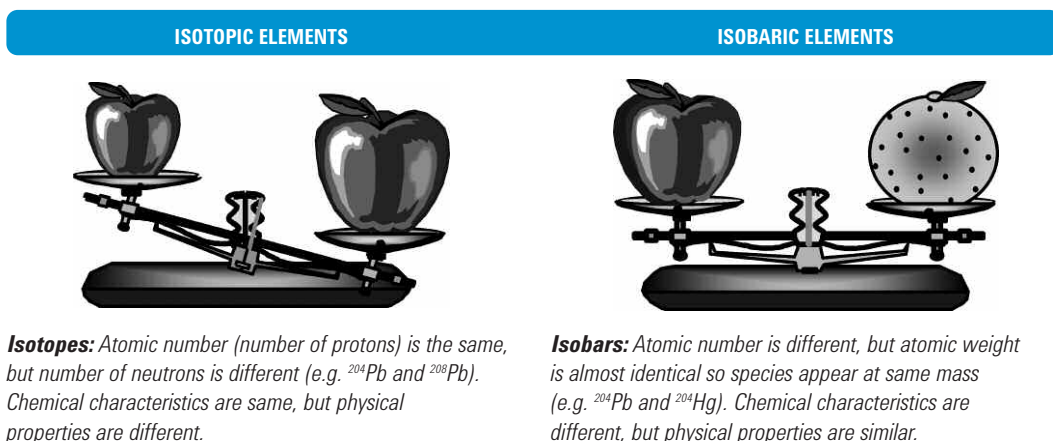 ISOTOPIC ELEMENTS
ISOBARIC ELEMENTS
Isotopes: Atomic number (number of protons) is the same,
but number of neutrons is different (e.g. ²⁰⁴Pb and ²⁰⁸Pb).
Chemical characteristics are same, but physical
properties are different.
Isobars: Atomic number is different, but atomic weight
is almost identical so species appear at same mass
(e.g. ²⁰⁴Pb and ²⁰⁴Hg). Chemical characteristics are
different, but physical properties are similar.